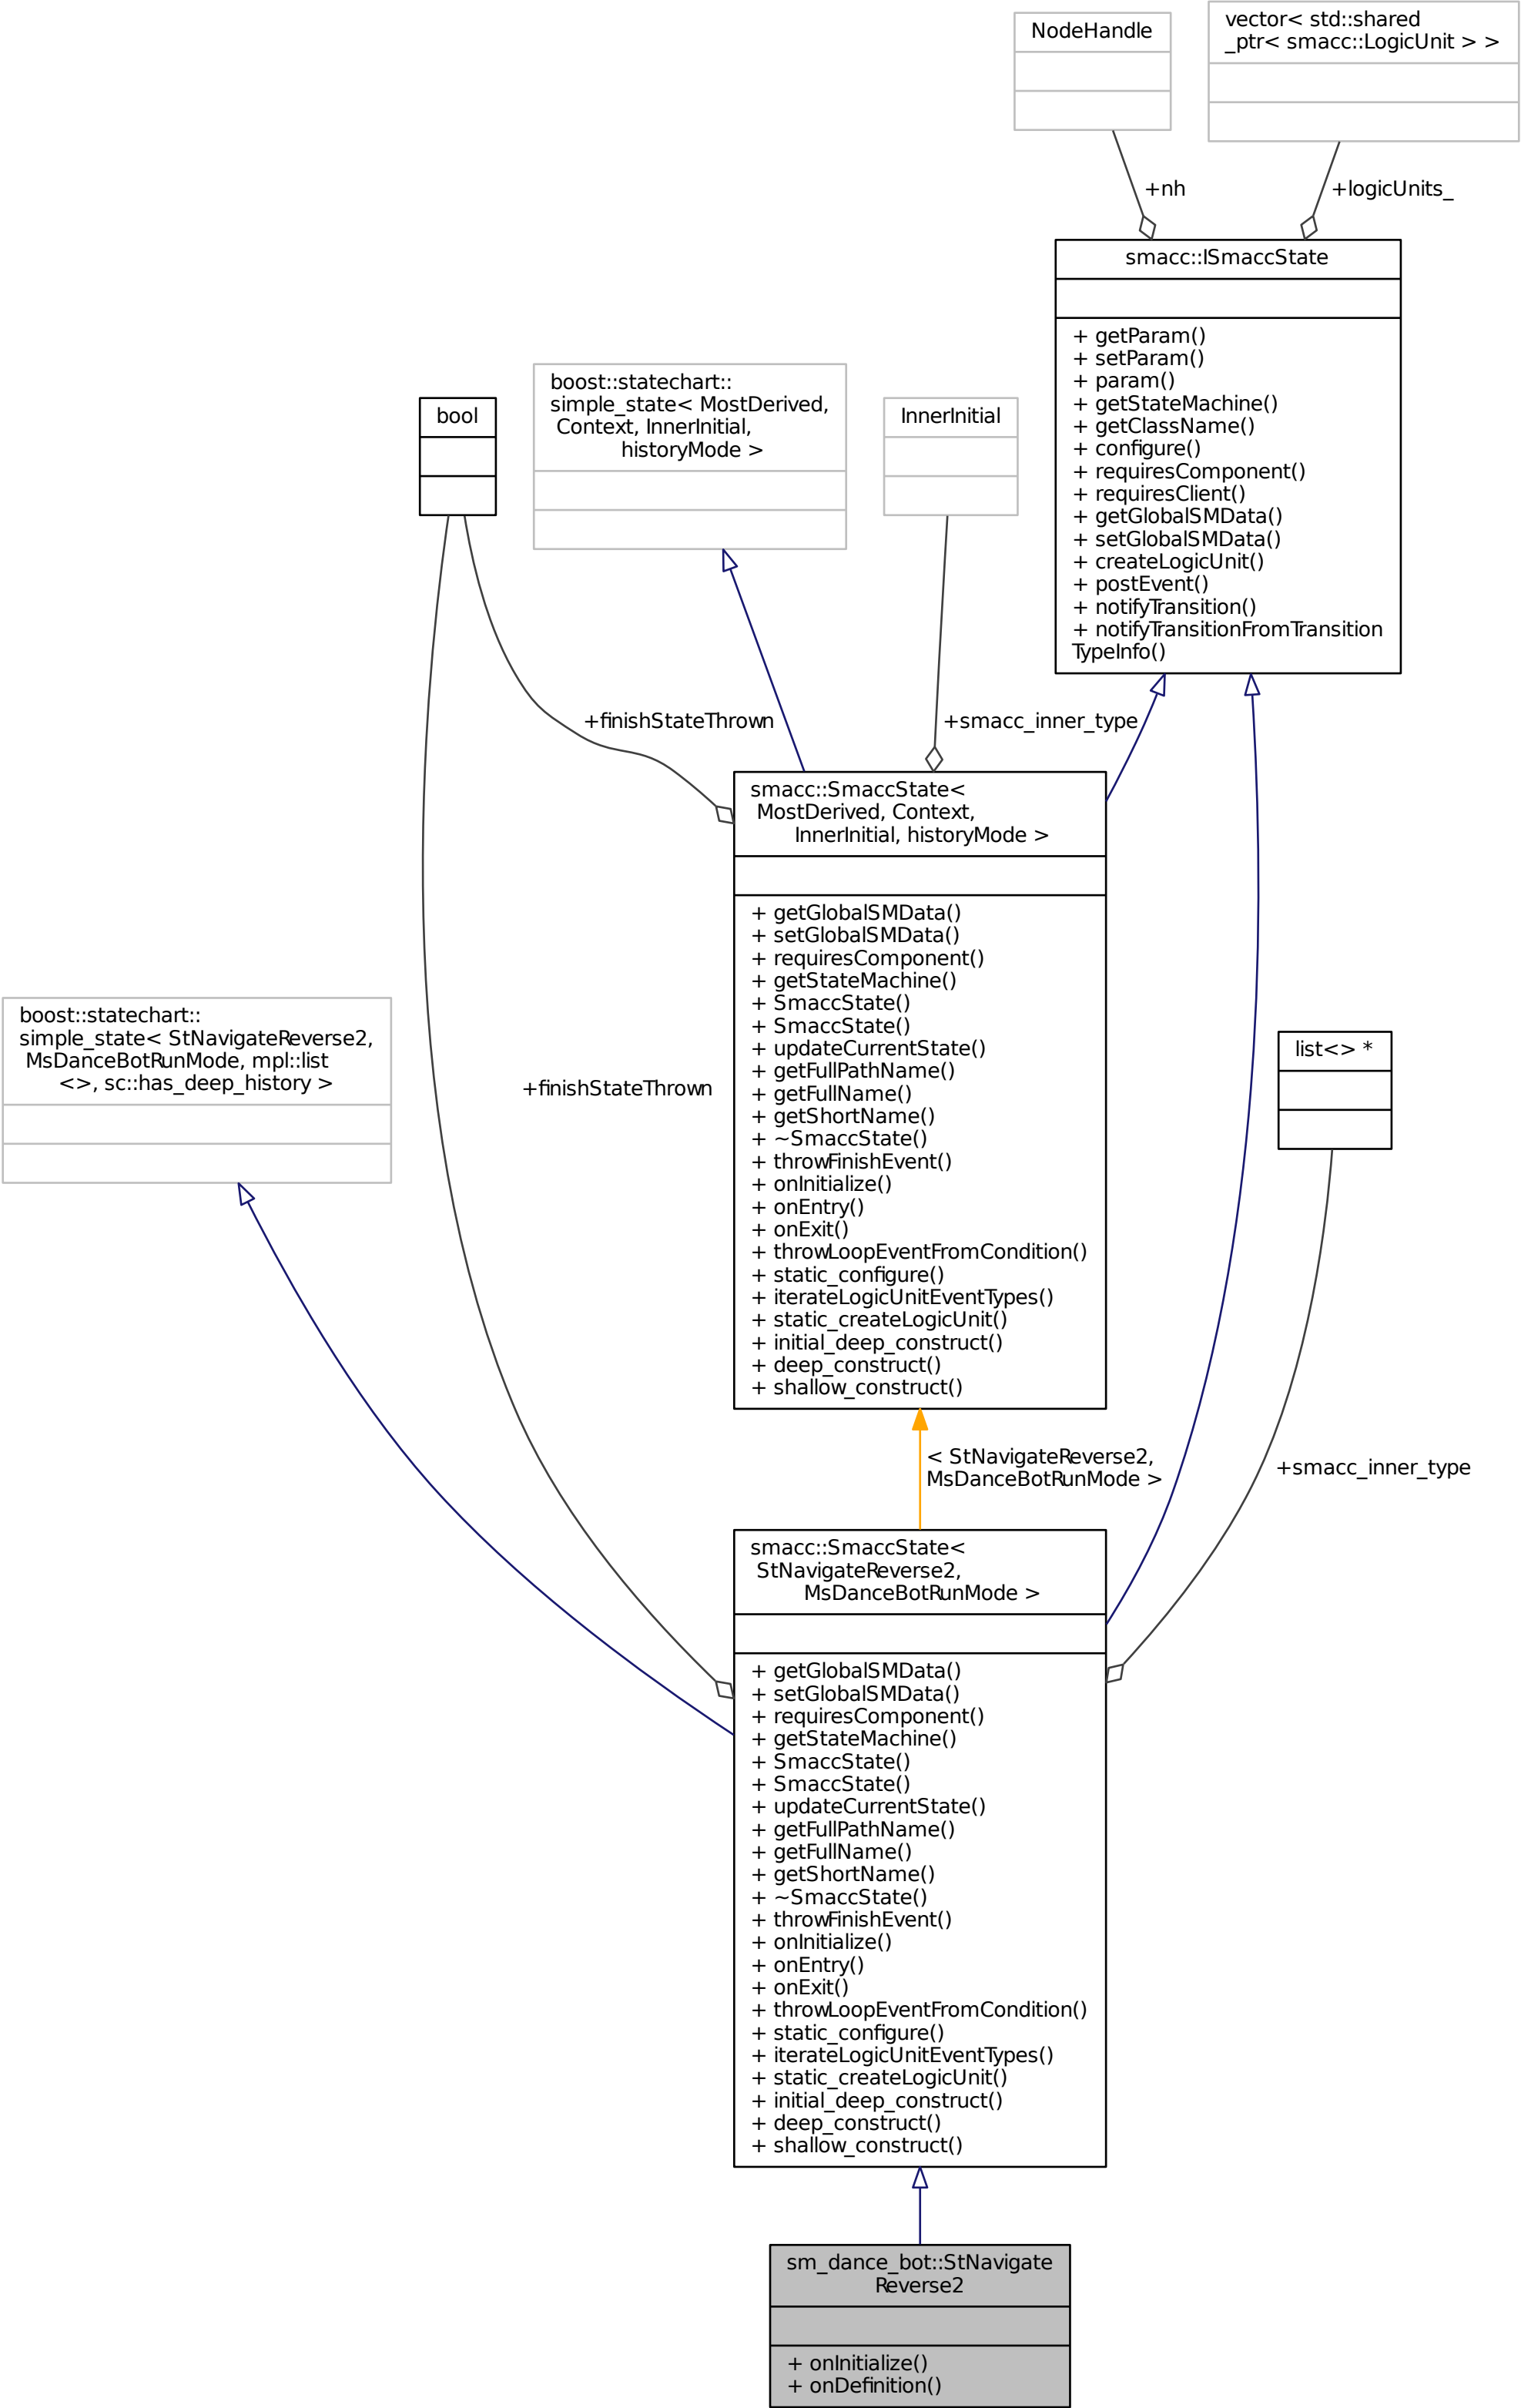 NodeHandle
vector< std::shared
_ptr< smacc::LogicUnit > >
+nh
+logicUnits_
smacc::ISmaccState
+ getParam()
+ setParam()
+ param()
+ getStateMachine()
+ getClassName()
+ configure()
+ requiresComponent()
+ requiresClient()
+ getGlobalSMData()
+ setGlobalSMData()
+ createLogicUnit()
+ postEvent()
+ notifyTransition()
+ notifyTransitionFromTransition
TypeInfo()
boost::statechart::
simple_state< MostDerived,
Context, InnerInitial,
historyMode >
bool
InnerInitial
+finishStateThrown
+smacc_inner_type
smacc::SmaccState<
MostDerived, Context,
InnerInitial, historyMode >
+ getGlobalSMData()
+ setGlobalSMData()
+ requiresComponent()
+ getStateMachine()
+ SmaccState()
+ SmaccState()
+ updateCurrentState()
+ getFullPathName()
+ getFullName()
+ getShortName()
+ ~SmaccState()
+ throwFinishEvent()
+ onInitialize()
+ onEntry()
+ onExit()
+ throwLoopEventFromCondition()
+ static_configure()
+ iterateLogicUnitEventTypes()
+ static_createLogicUnit()
+ initial_deep_construct()
+ deep_construct()
+ shallow_construct()
boost::statechart::
simple_state< StNavigateReverse2,
MsDanceBotRunMode, mpl::list
<>, sc::has_deep_history >
+finishStateThrown
list<> *
< StNavigateReverse2,
MsDanceBotRunMode >
+smacc_inner_type
smacc::SmaccState<
StNavigateReverse2,
MsDanceBotRunMode >
+ getGlobalSMData()
+ setGlobalSMData()
+ requiresComponent()
+ getStateMachine()
+ SmaccState()
+ SmaccState()
+ updateCurrentState()
+ getFullPathName()
+ getFullName()
+ getShortName()
+ ~SmaccState()
+ throwFinishEvent()
+ onInitialize()
+ onEntry()
+ onExit()
+ throwLoopEventFromCondition()
+ static_configure()
+ iterateLogicUnitEventTypes()
+ static_createLogicUnit()
+ initial_deep_construct()
+ deep_construct()
+ shallow_construct()
sm_dance_bot::StNavigate
Reverse2
+ onInitialize()
+ onDefinition()